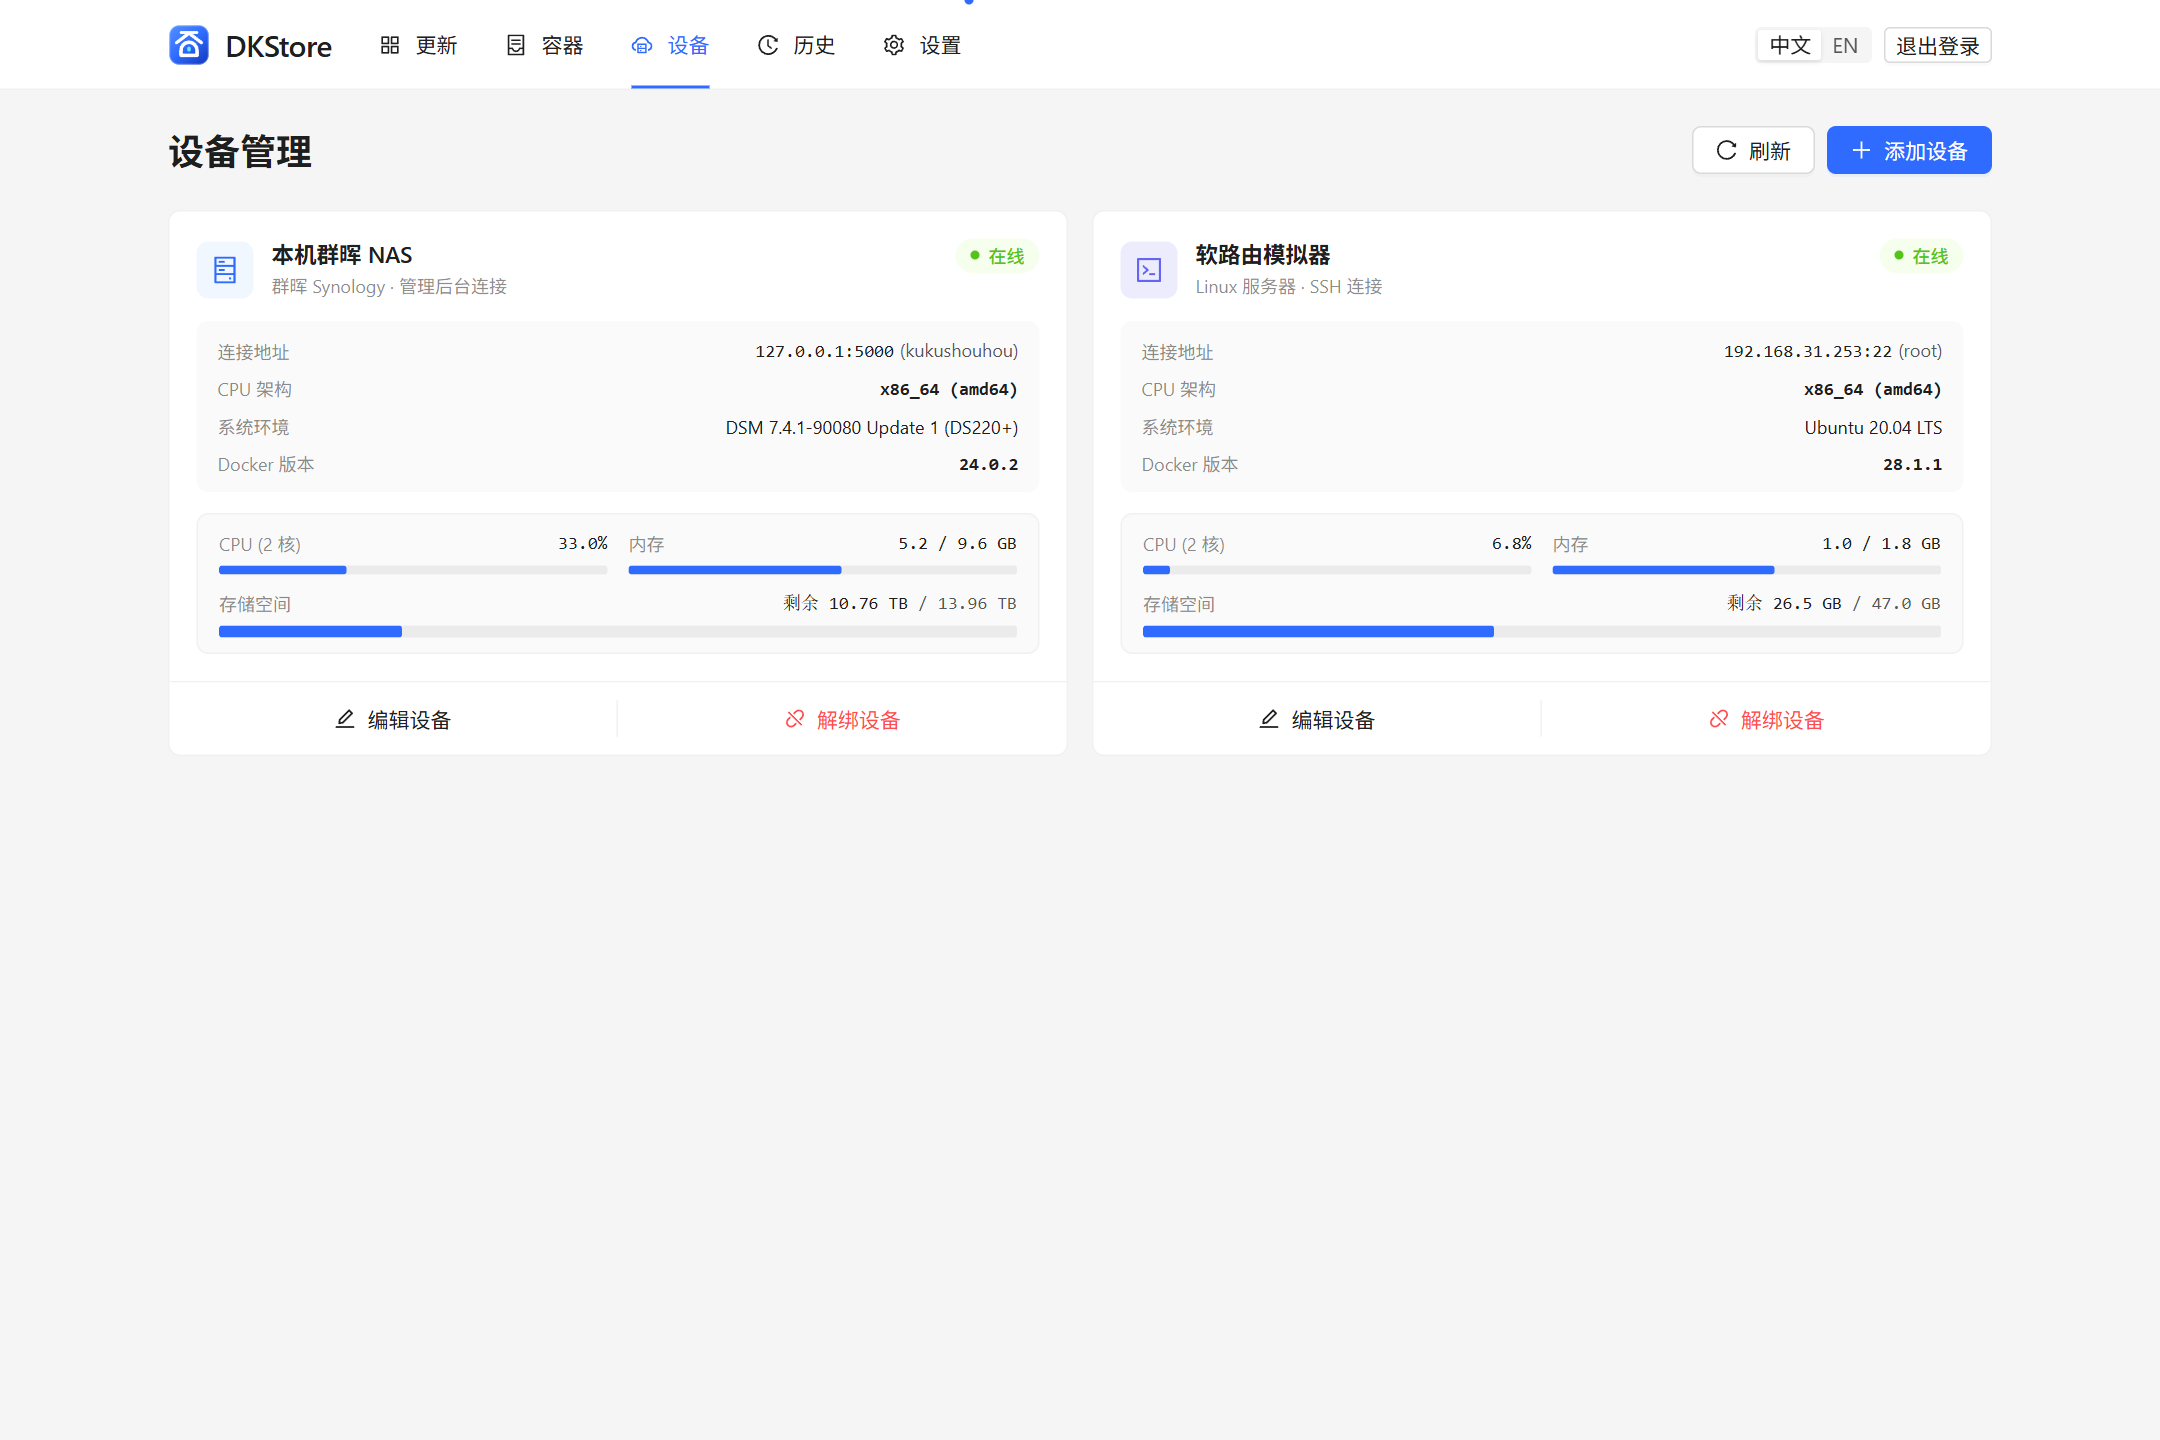 DKStore 更新 容器 设备 历史 设置 中文 EN 退出登录
设备管理 刷新 添加设备
本机群晖 NAS 在线
群晖 Synology · 管理后台连接
连接地址 127.0.0.1:5000 (kukushouhou)
CPU 架构 x86_64 (amd64)
系统环境 DSM 7.4.1-90080 Update 1 (DS220+)
Docker 版本 24.0.2
CPU (2 核) 33.0% 内存 5.2 / 9.6 GB
存储空间 剩余 10.76 TB / 13.96 TB
编辑设备 解绑设备
软路由模拟器 在线
Linux 服务器 · SSH 连接
连接地址 192.168.31.253:22 (root)
CPU 架构 x86_64 (amd64)
系统环境 Ubuntu 20.04 LTS
Docker 版本 28.1.1
CPU (2 核) 6.8% 内存 1.0 / 1.8 GB
存储空间 剩余 26.5 GB / 47.0 GB
编辑设备 解绑设备